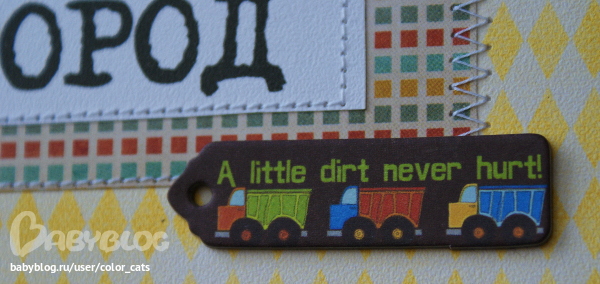 ОРОД
A little dirt never hurt!
BABYBLOG
babyblog.ru/user/color_cats